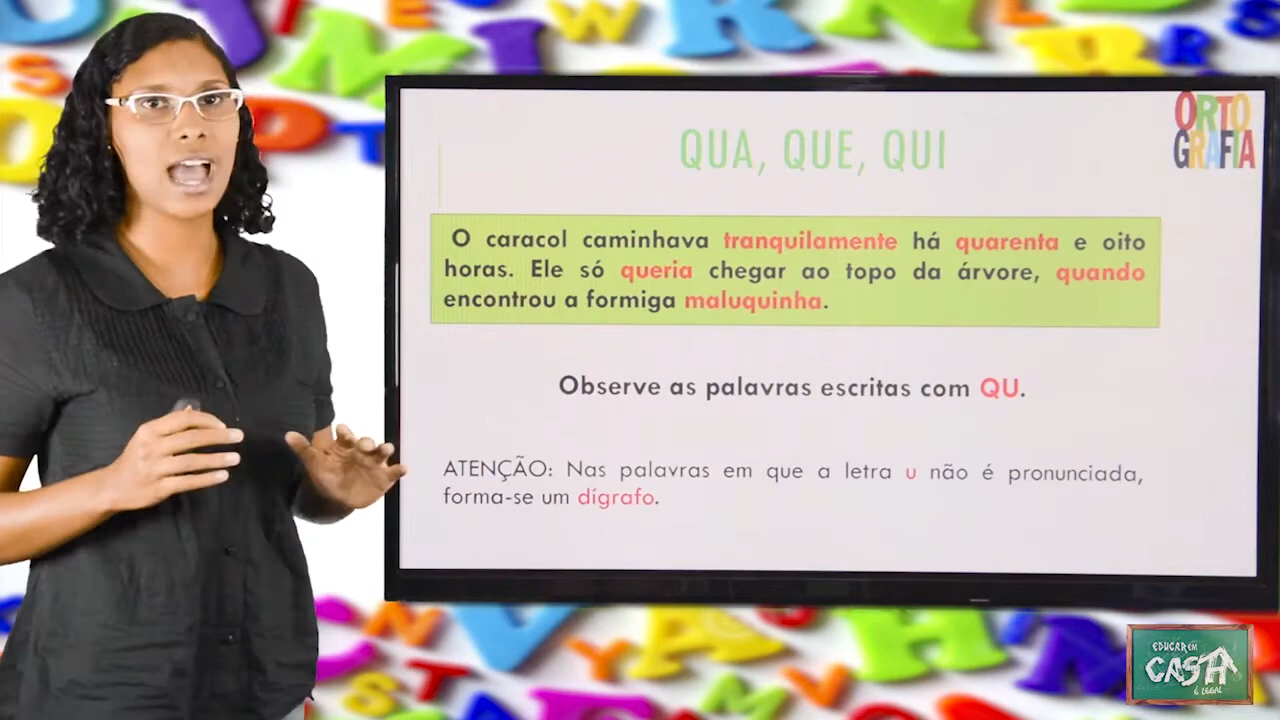 ORTO
GRAFIA
QUA, QUE, QUI
O caracol caminhava tranquilamente há quarenta e oito
horas. Ele só queria chegar ao topo da árvore, quando
encontrou a formiga maluquinha.
Observe as palavras escritas com QU.
ATENÇÃO: Nas palavras em que a letra u não é pronunciada,
forma-se um dígrafo.
EDUCAR EM
CASA
É LEGAL